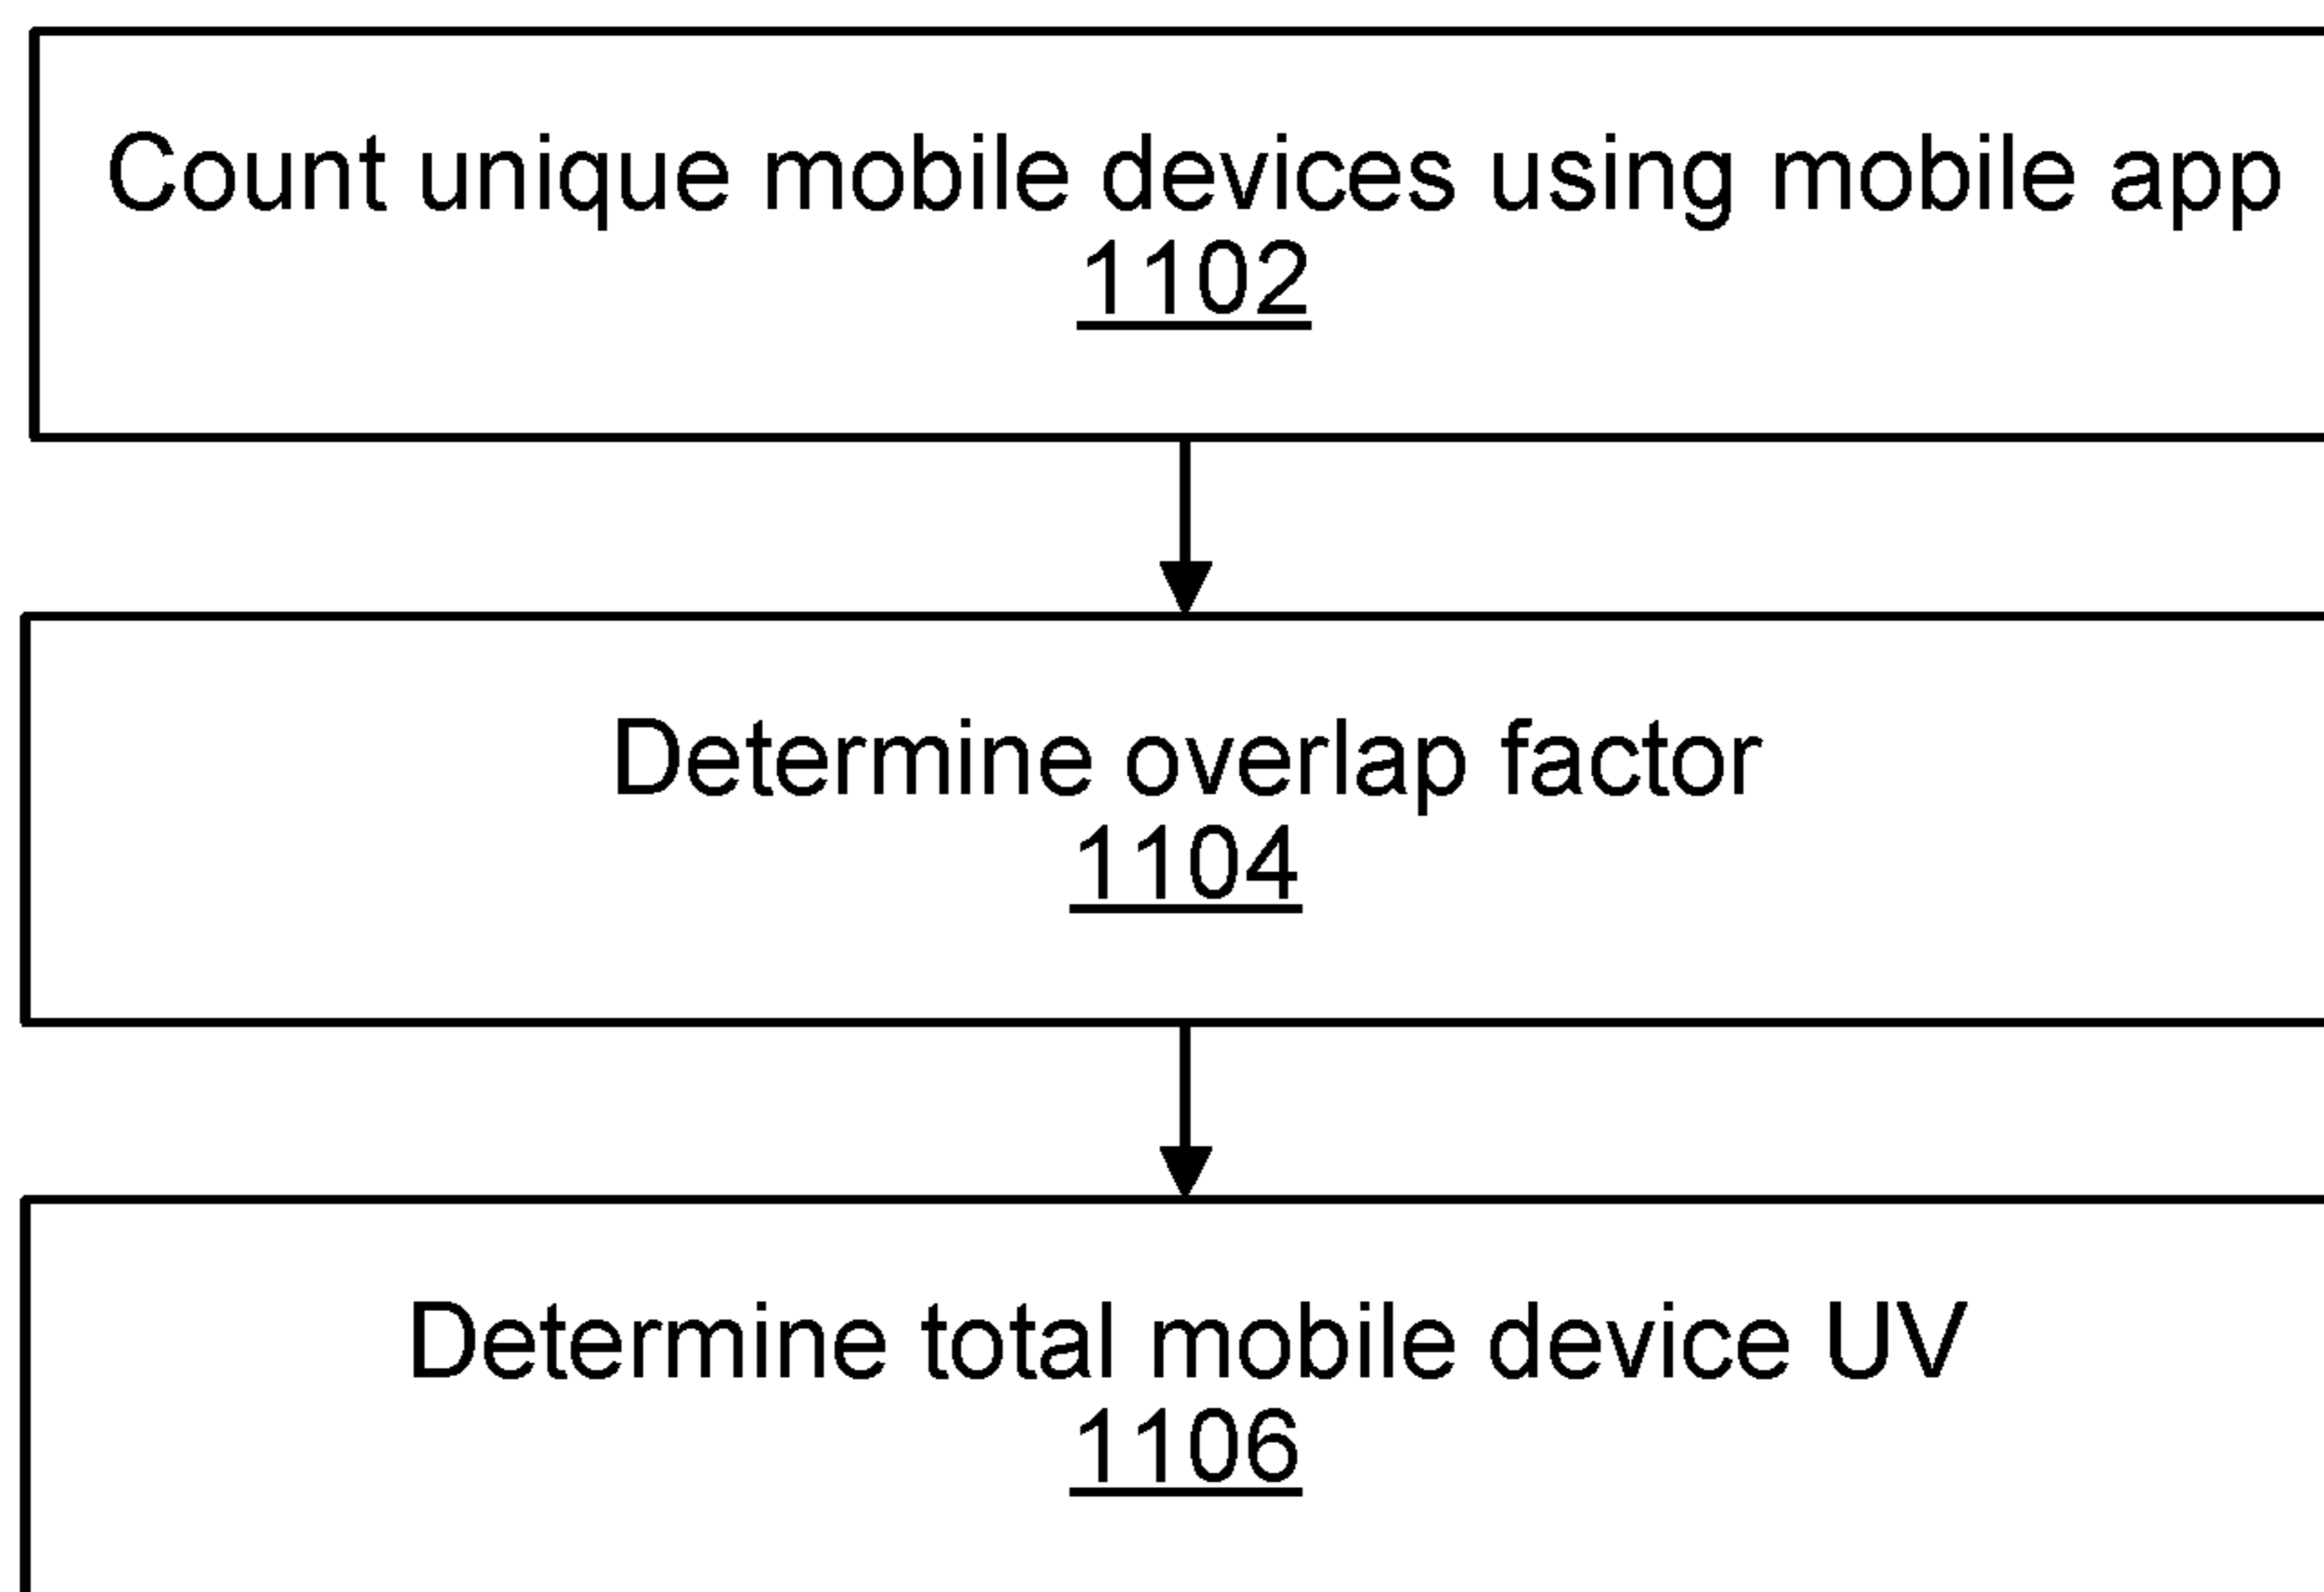 Count unique mobile devices using mobile app
1102
Determine overlap factor
1104
Determine total mobile device UV
1106